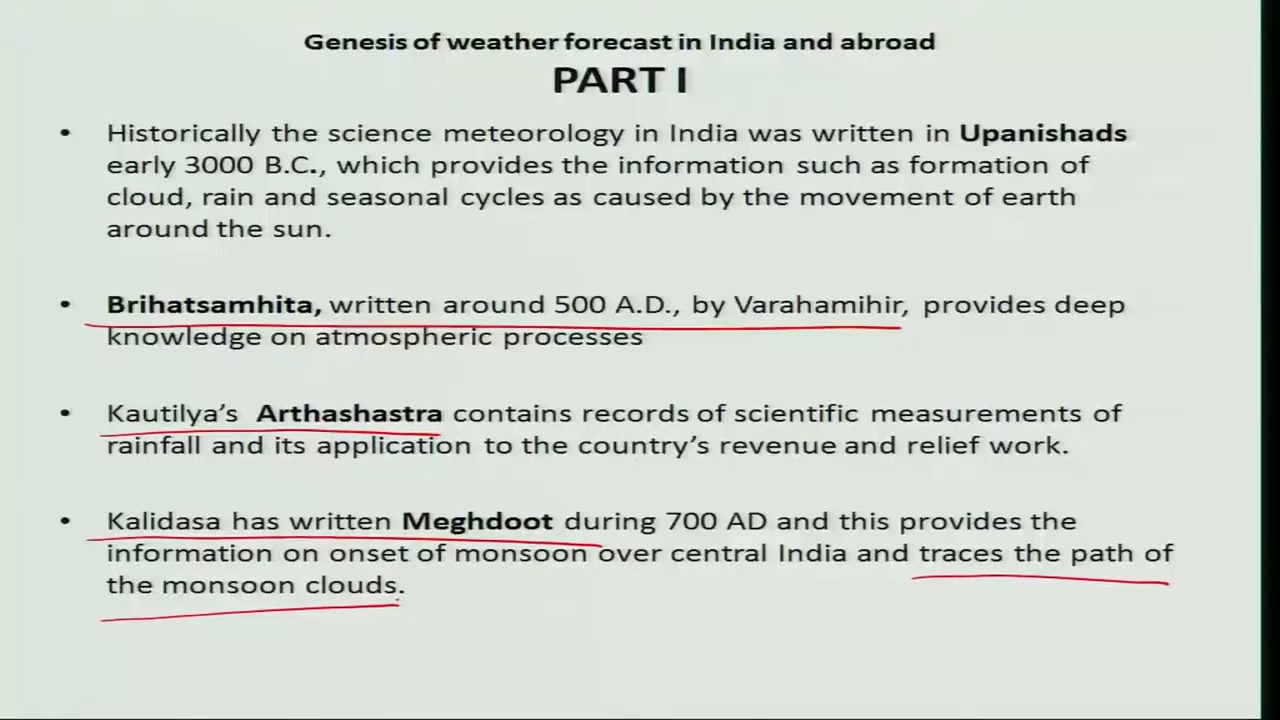 Genesis of weather forecast in India and abroad
PART I
• Historically the science meteorology in India was written in Upanishads
early 3000 B.C., which provides the information such as formation of
cloud, rain and seasonal cycles as caused by the movement of earth
around the sun.
• Brihatsamhita, written around 500 A.D., by Varahamihir, provides deep
knowledge on atmospheric processes
• Kautilya's Arthashastra contains records of scientific measurements of
rainfall and its application to the country's revenue and relief work.
• Kalidasa has written Meghdoot during 700 AD and this provides the
information on onset of monsoon over central India and traces the path of
the monsoon clouds.